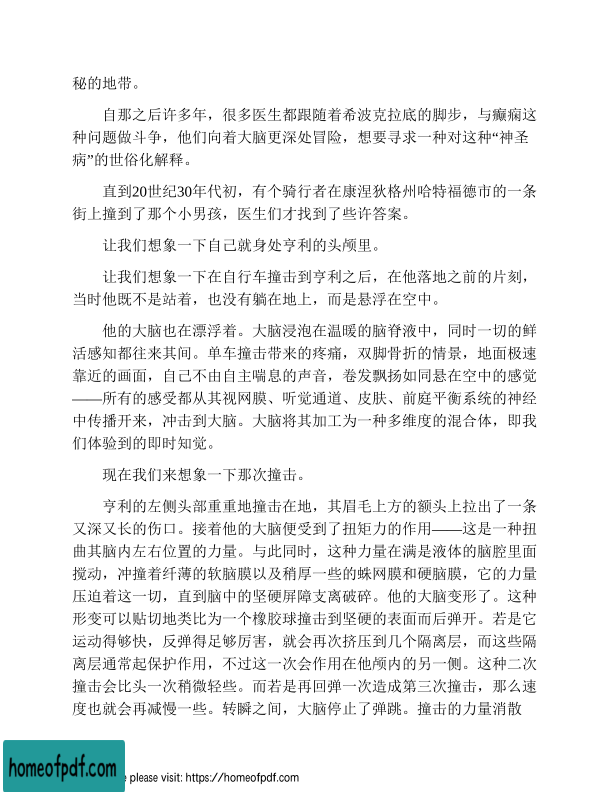 秘的地带。
自那之后许多年，很多医生都跟随着希波克拉底的脚步，与癫痫这
种问题做斗争，他们向着大脑更深处冒险，想要寻求一种对这种“神圣
病”的世俗化解释。
直到20世纪30年代初，有个骑行者在康涅狄格州哈特福德市的一条
街上撞到了那个小男孩，医生们才找到了些许答案。
让我们想象一下自己就身处亨利的头颅里。
让我们想象一下在自行车撞击到亨利之后，在他落地之前的片刻，
当时他既不是站着，也没有躺在地上，而是悬浮在空中。
他的大脑也在漂浮着。大脑浸泡在温暖的脑脊液中，同时一切的鲜
活感知都往来其间。单车撞击带来的疼痛，双脚骨折的情景，地面极速
靠近的画面，自己不由自主喘息的声音，卷发飘扬如同悬在空中的感觉
——所有的感受都从其视网膜、听觉通道、皮肤、前庭平衡系统的神经
中传播开来，冲击到大脑。大脑将其加工为一种多维度的混合体，即我
们体验到的即时知觉。
现在我们来想象一下那次撞击。
亨利的左侧头部重重地撞击在地，其眉毛上方的额头上拉出了一条
又深又长的伤口。接着他的大脑便受到了扭矩力的作用——这是一种扭
曲其脑内左右位置的力量。与此同时，这种力量在满是液体的脑腔里面
搅动，冲撞着纤薄的软脑膜以及稍厚一些的蛛网膜和硬脑膜，它的力量
压迫着这一切，直到脑中的坚硬屏障支离破碎。他的大脑变形了。这种
形变可以贴切地类比为一个橡胶球撞击到坚硬的表面而后弹开。若是它
运动得够快，反弹得足够厉害，就会再次挤压到几个隔离层，而这些隔
离层通常起保护作用，不过这一次会作用在他颅内的另一侧。这种二次
撞击会比头一次稍微轻些。而若是再回弹一次造成第三次撞击，那么速
度也就会再减慢一些。转瞬之间，大脑停止了弹跳。撞击的力量消散
homeofpdf.com
e please visit: https://homeofpdf.com